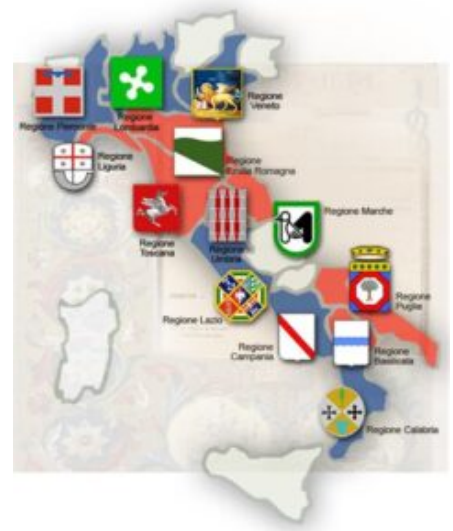 Regione Piemonte
Regione
Lombardia
Regione
Veneto
Regione
Liguria
Regione
Emilia Romagna
Regione
Toscana
Regione
Umbria
Regione Marche
Regione Lazio
Regione
Campania
Regione
Puglie
Regione
Basilicata
Regione Calabria